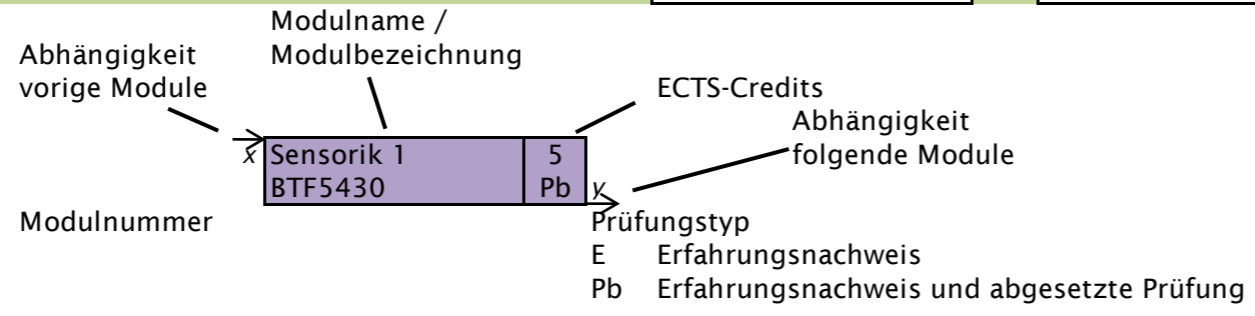 Modulname /
Modulbezeichnung
Abhängigkeit
vorige Module
ECTS-Credits
Abhängigkeit
folgende Module
x
Sensorik 1
5
BTF5430
Pb
y
Modulnummer
Prüfungstyp
E Erfahrungsnachweis
Pb Erfahrungsnachweis und abgesetzte Prüfung